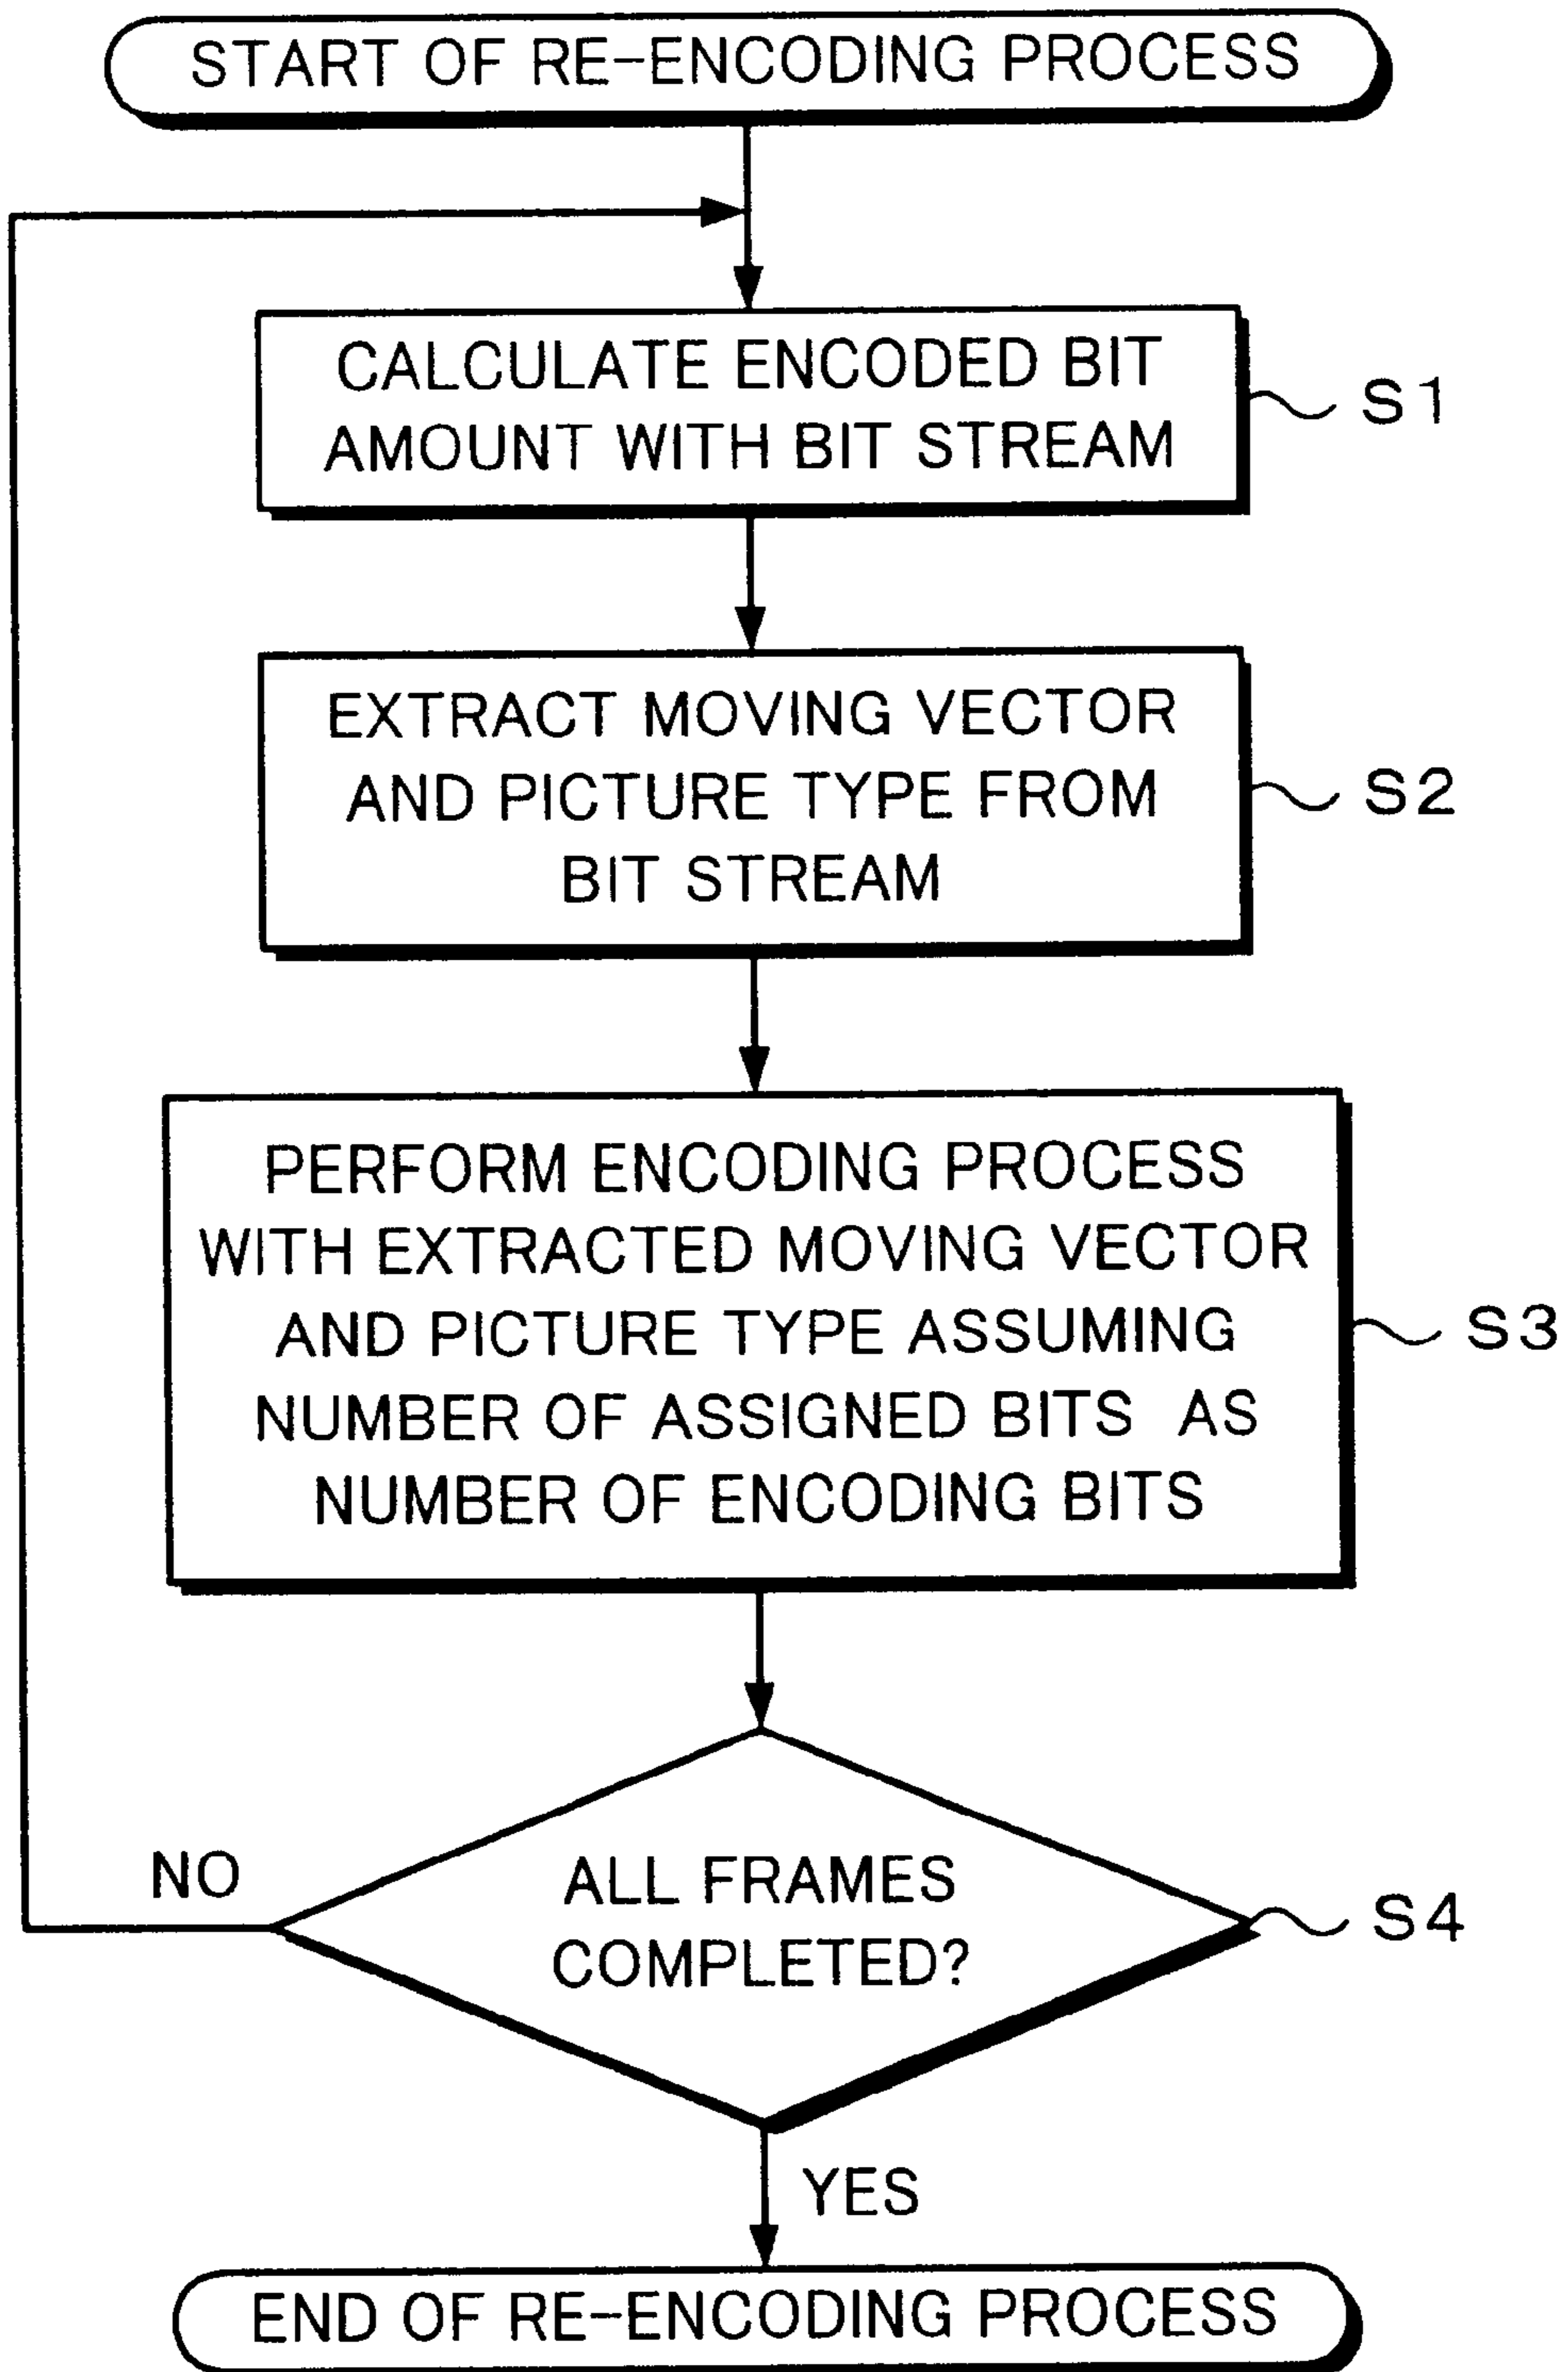 START OF RE-ENCODING PROCESS
CALCULATE ENCODED BIT
AMOUNT WITH BIT STREAM
S1
EXTRACT MOVING VECTOR
AND PICTURE TYPE FROM
BIT STREAM
S2
PERFORM ENCODING PROCESS
WITH EXTRACTED MOVING VECTOR
AND PICTURE TYPE ASSUMING
NUMBER OF ASSIGNED BITS AS
NUMBER OF ENCODING BITS
S3
NO
ALL FRAMES
COMPLETED?
S4
YES
END OF RE-ENCODING PROCESS